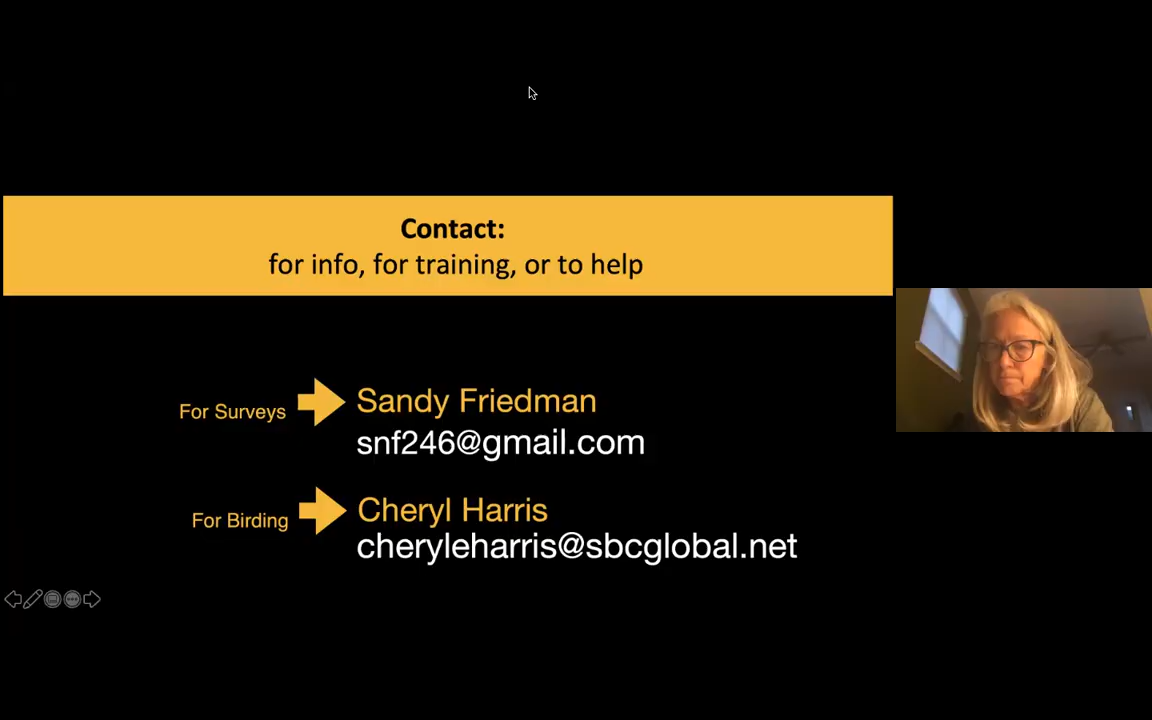 Contact:
for info, for training, or to help
For Surveys
Sandy Friedman
snf246@gmail.com
For Birding
Cheryl Harris
cheryleharris@sbcglobal.net